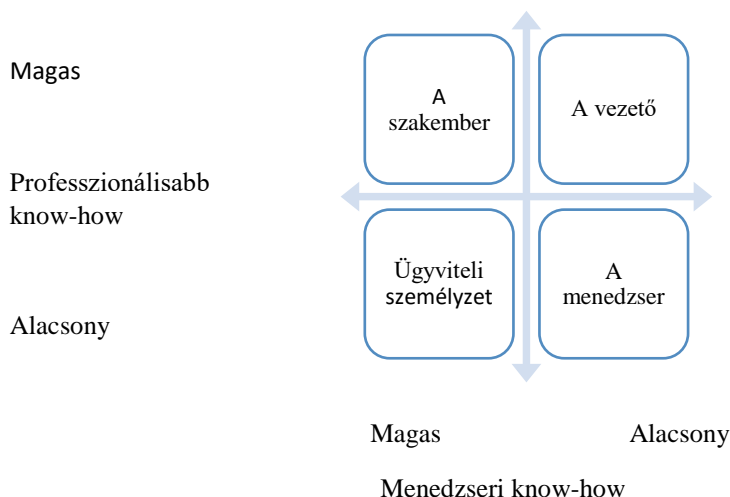 Magas
A
szakember
A vezető
Professzionálisabb
know-how
Ügyviteli
személyzet
A
menedzser
Alacsony
Magas
Alacsony
Menedzseri know-how